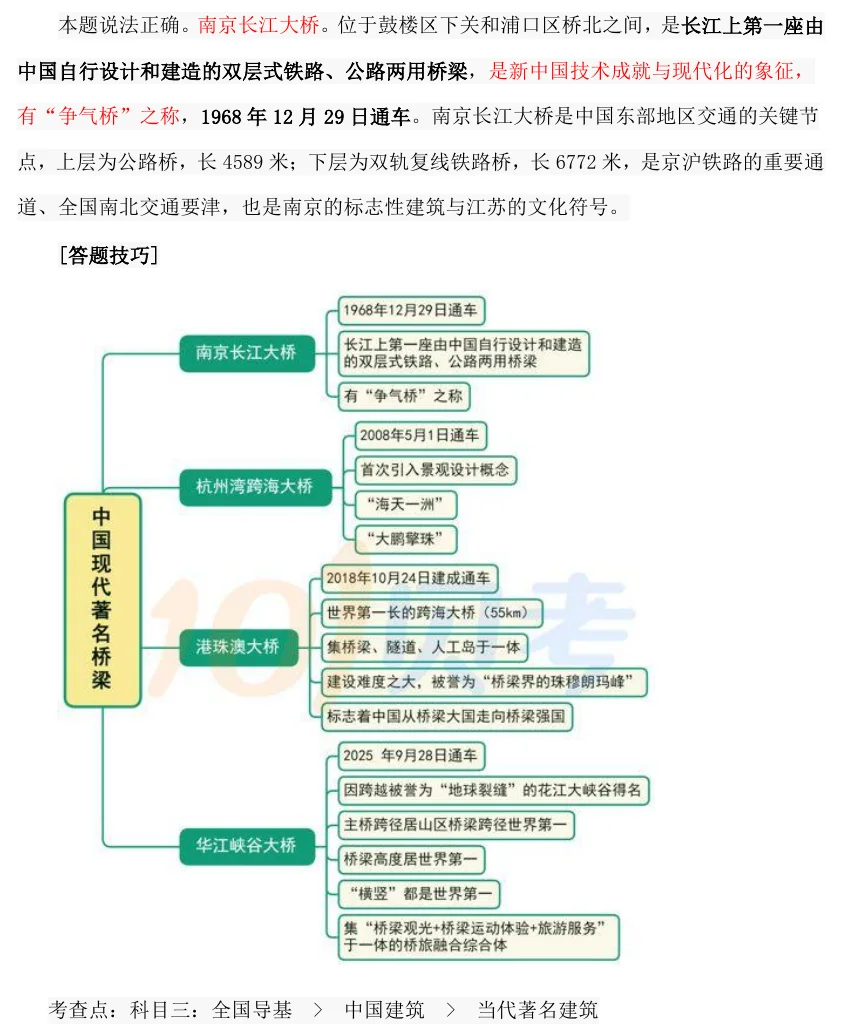 本题说法正确。南京长江大桥。位于鼓楼区下关和浦口区桥北之间，是长江上第一座由
中国自行设计和建造的双层式铁路、公路两用桥梁，是新中国技术成就与现代化的象征，
有“争气桥”之称，1968 年 12 月 29 日通车。南京长江大桥是中国东部地区交通的关键节
点，上层为公路桥，长 4589 米；下层为双轨复线铁路桥，长 6772 米，是京沪铁路的重要通
道、全国南北交通要津，也是南京的标志性建筑与江苏的文化符号。
[答题技巧]
中国现代著名桥梁
南京长江大桥
1968年12月29日通车
长江上第一座由中国自行设计和建造
的双层式铁路、公路两用桥梁
有“争气桥”之称
杭州湾跨海大桥
2008年5月1日通车
首次引入景观设计概念
“海天一洲”
“大鹏擎珠”
港珠澳大桥
2018年10月24日建成通车
世界第一长的跨海大桥（55km）
集桥梁、隧道、人工岛于一体
建设难度之大，被誉为“桥梁界的珠穆朗玛峰”
标志着中国从桥梁大国走向桥梁强国
华江峡谷大桥
2025 年9月28日通车
因跨越被誉为“地球裂缝”的花江大峡谷得名
主桥跨径居山区桥梁跨径世界第一
桥梁高度居世界第一
“横竖”都是世界第一
集“桥梁观光+桥梁运动体验+旅游服务”
于一体的桥旅融合综合体
考查点：科目三：全国导基 > 中国建筑 > 当代著名建筑